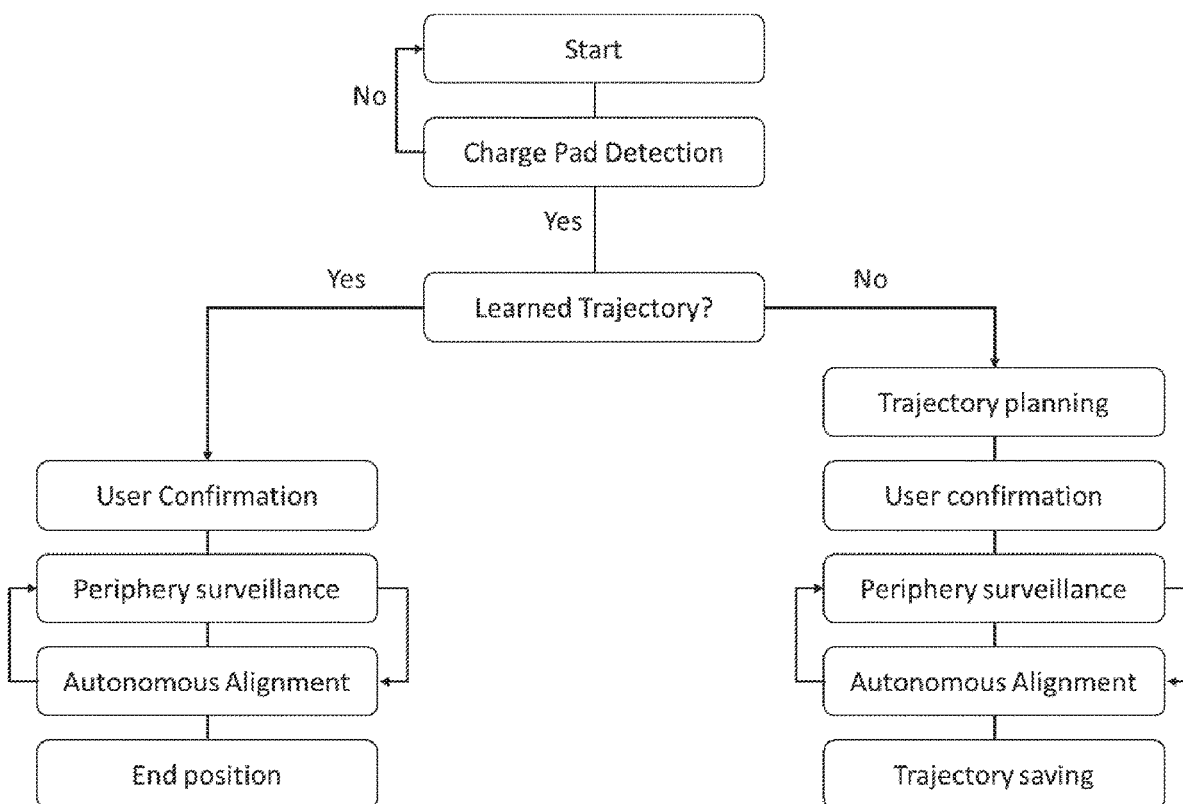 Start
No
Charge Pad Detection
Yes
Yes
No
Learned Trajectory?
Trajectory planning
User Confirmation
User confirmation
Periphery surveillance
Periphery surveillance
Autonomous Alignment
Autonomous Alignment
End position
Trajectory saving